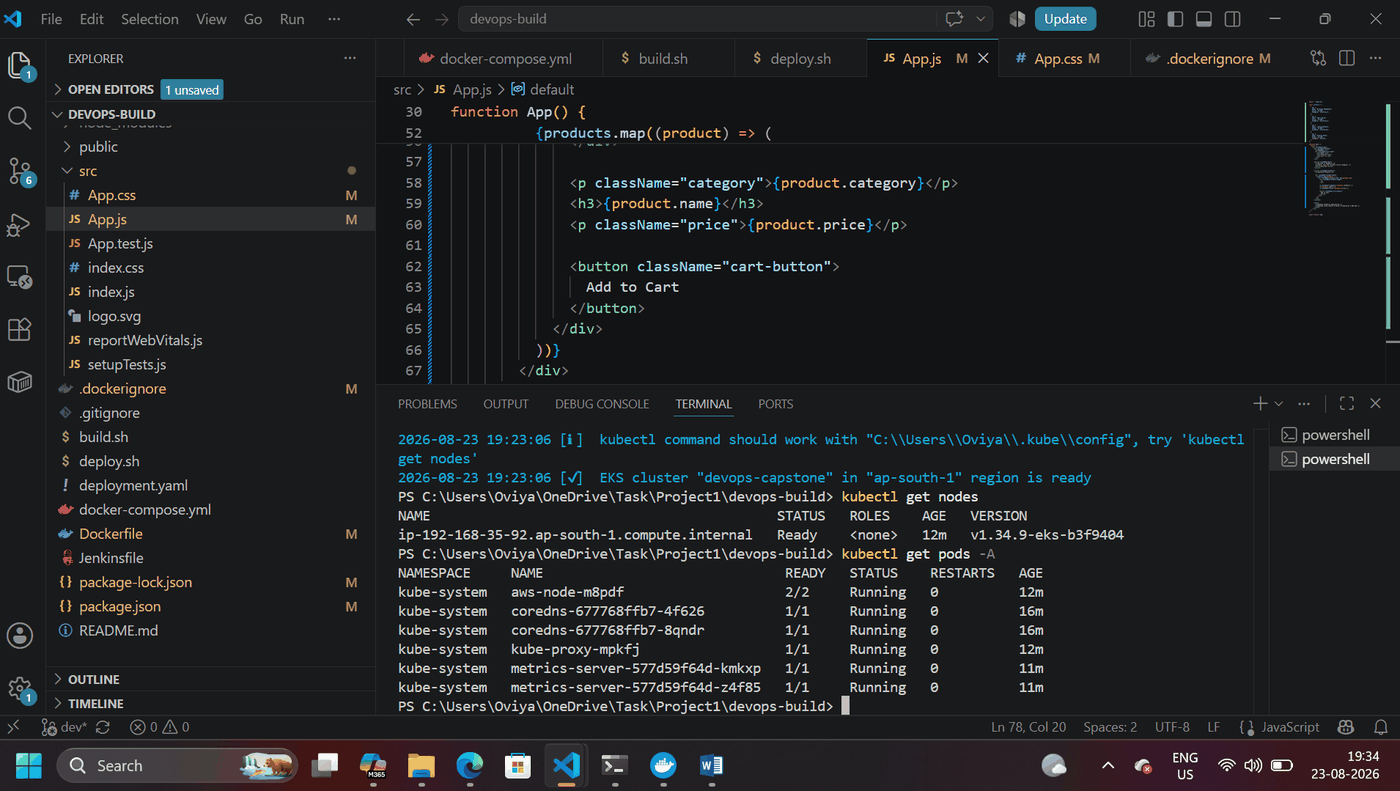 File Edit Selection View Go Run ···
devops-build
Update
EXPLORER ···
OPEN EDITORS 1 unsaved
DEVOPS-BUILD
node_modules
public
src
# App.css M
JS App.js M
JS App.test.js
# index.css
JS index.js
logo.svg
JS reportWebVitals.js
JS setupTests.js
.dockerignore M
.gitignore
$ build.sh
$ deploy.sh
! deployment.yaml
docker-compose.yml
Dockerfile M
Jenkinsfile
{} package-lock.json M
{} package.json M
README.md
OUTLINE
TIMELINE
1
6
1
docker-compose.yml $ build.sh $ deploy.sh JS App.js M # App.css M .dockerignore M ···
src > JS App.js > default
30 function App() {
52 {products.map((product) => (
56 </div>
57
58 <p className="category">{product.category}</p>
59 <h3>{product.name}</h3>
60 <p className="price">{product.price}</p>
61
62 <button className="cart-button">
63 Add to Cart
64 </button>
65 </div>
66 ))}
67 </div>
PROBLEMS OUTPUT DEBUG CONSOLE TERMINAL PORTS
2026-08-23 19:23:06 [ℹ] kubectl command should work with "C:\\Users\\Oviya\\.kube\\config", try 'kubectl
get nodes'
2026-08-23 19:23:06 [✔] EKS cluster "devops-capstone" in "ap-south-1" region is ready
PS C:\Users\Oviya\OneDrive\Task\Project1\devops-build> kubectl get nodes
NAME STATUS ROLES AGE VERSION
ip-192-168-35-92.ap-south-1.compute.internal Ready <none> 12m v1.34.9-eks-b3f9404
PS C:\Users\Oviya\OneDrive\Task\Project1\devops-build> kubectl get pods -A
NAMESPACE NAME READY STATUS RESTARTS AGE
kube-system aws-node-m8pdf 2/2 Running 0 12m
kube-system coredns-677768ffb7-4f626 1/1 Running 0 16m
kube-system coredns-677768ffb7-8qndr 1/1 Running 0 16m
kube-system kube-proxy-mpkfj 1/1 Running 0 12m
kube-system metrics-server-577d59f64d-kmkxp 1/1 Running 0 11m
kube-system metrics-server-577d59f64d-z4f85 1/1 Running 0 11m
PS C:\Users\Oviya\OneDrive\Task\Project1\devops-build>
powershell
powershell
dev* 0 0 Ln 78, Col 20 Spaces: 2 UTF-8 LF {} JavaScript
Search
M365
ENG
US
19:34
23-08-2026